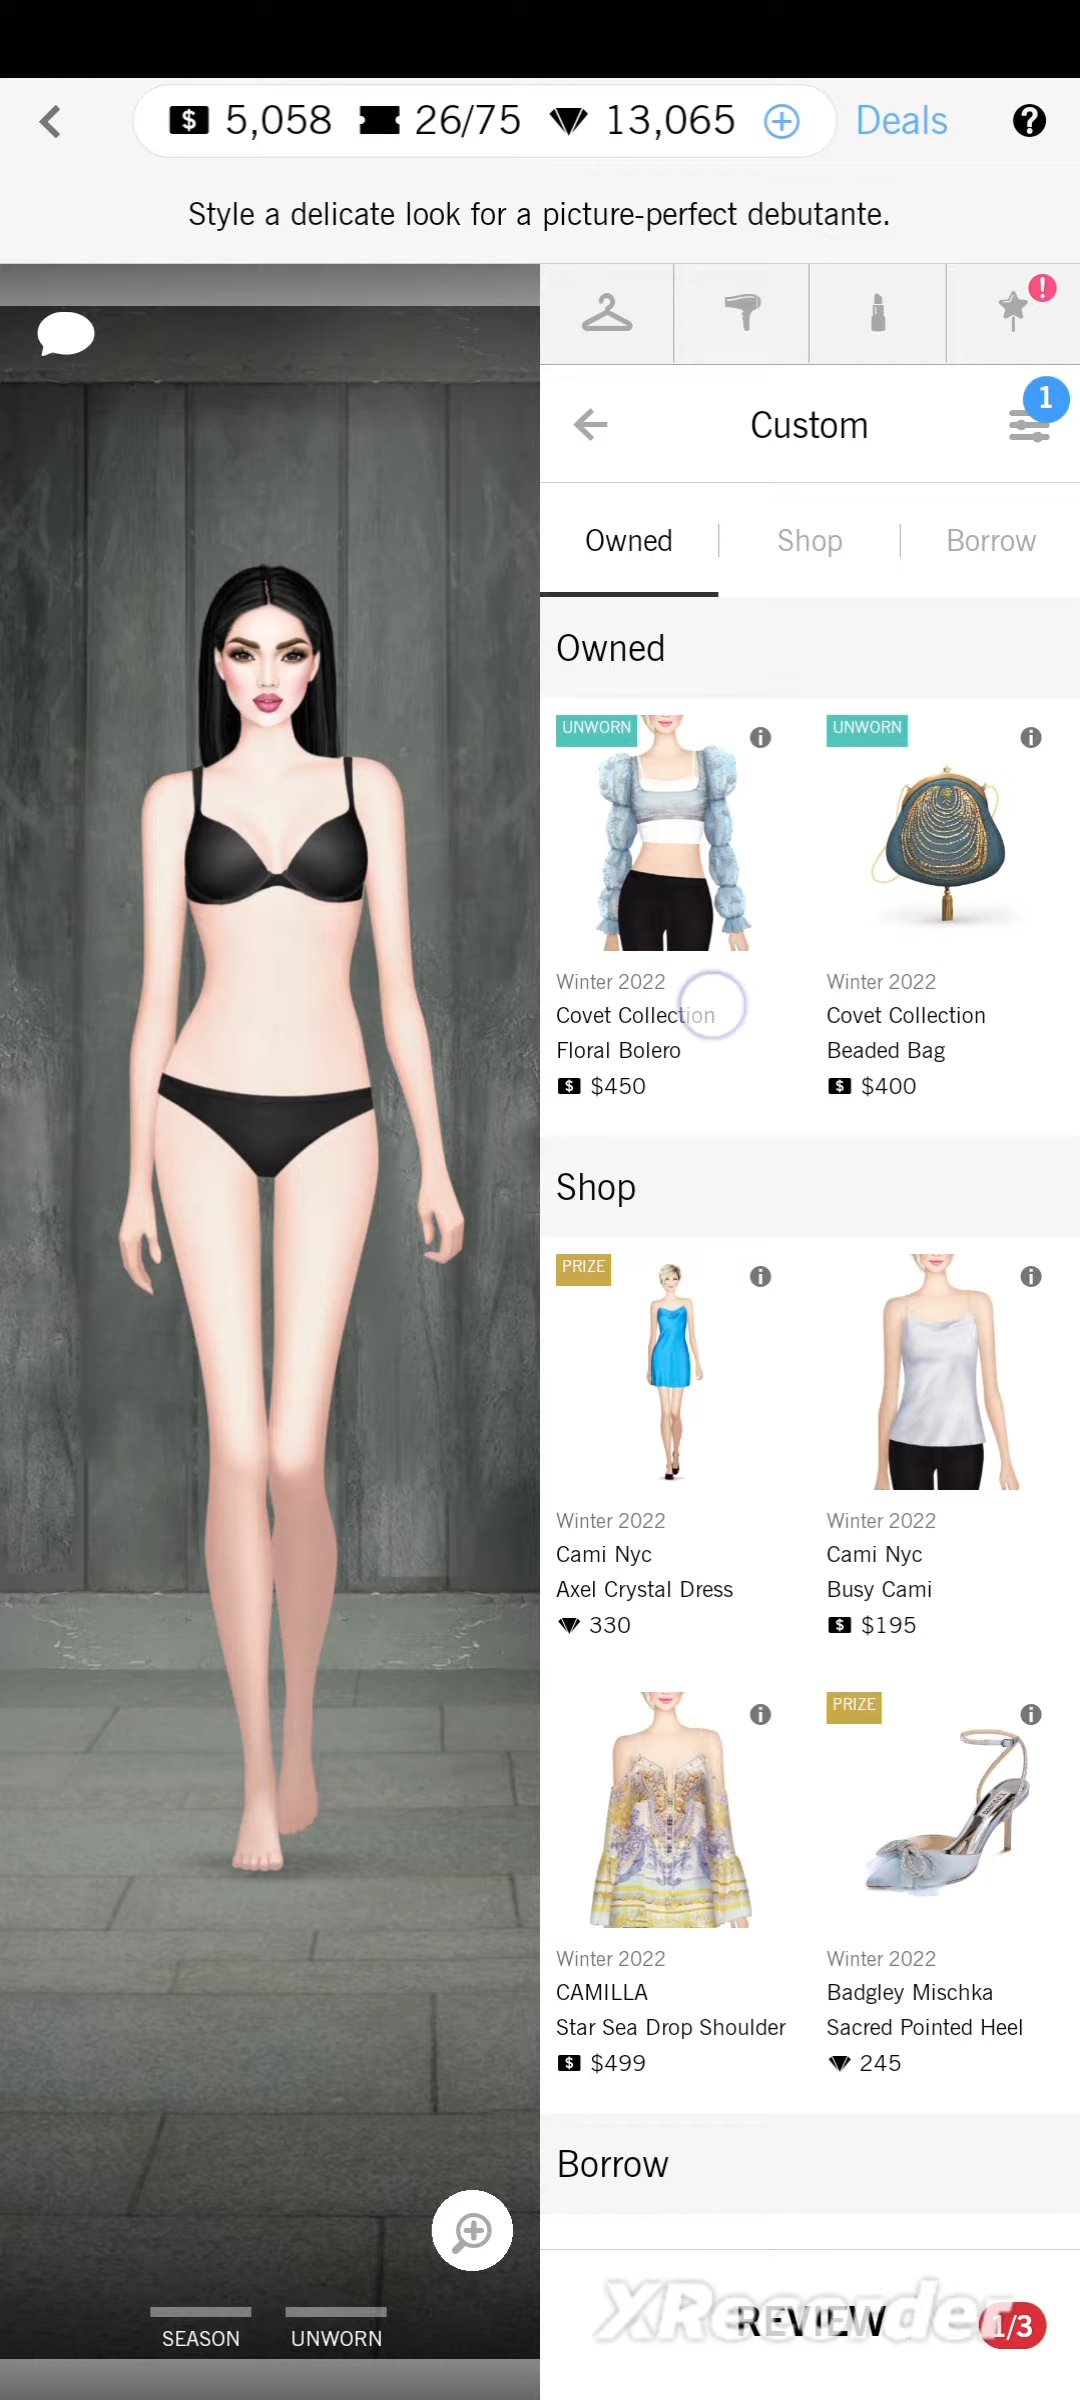 $ 5,058 26/75 13,065 Deals ?
Style a delicate look for a picture-perfect debutante.
!
Custom
1
Owned Shop Borrow
Owned
UNWORN
UNWORN
Winter 2022
Covet Collection
Floral Bolero
$ $450
Winter 2022
Covet Collection
Beaded Bag
$ $400
Shop
PRIZE
Winter 2022
Cami Nyc
Axel Crystal Dress
330
Winter 2022
Cami Nyc
Busy Cami
$ $195
Winter 2022
CAMILLA
Star Sea Drop Shoulder
$ $499
PRIZE
Winter 2022
Badgley Mischka
Sacred Pointed Heel
245
Borrow
REVIEW
XRecorder
1/3
SEASON UNWORN